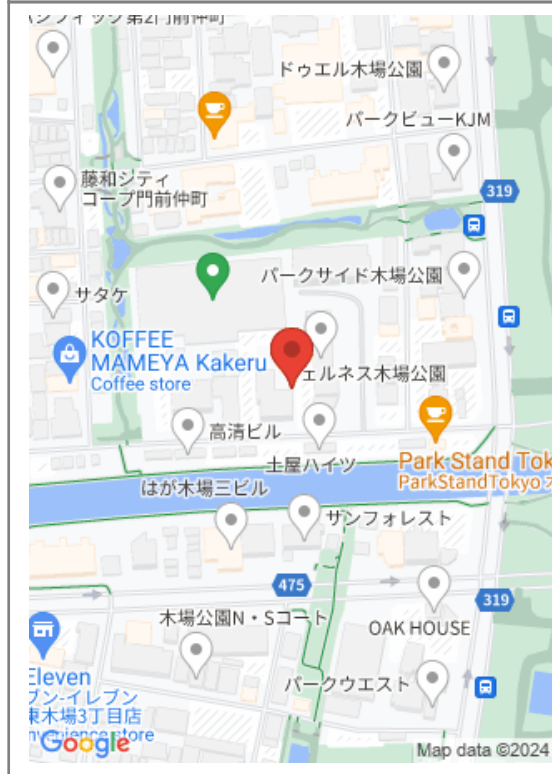 ドゥエル木場公園
パークビューKJM
藤和シティ
コープ門前仲町
319
サタケ
パークサイド木場公園
KOFFEE
MAMEYA Kakeru
Coffee store
ェルネス木場公園
高清ビル
土屋ハイツ
Park Stand Tok
ParkStandTokyo
はが木場三ビル
サンフォレスト
475
319
木場公園N・Sコート
OAK HOUSE
Eleven
ブン-イレブン
東木場3丁目店
nvenience store
パークウエスト
Google
Map data ©2024